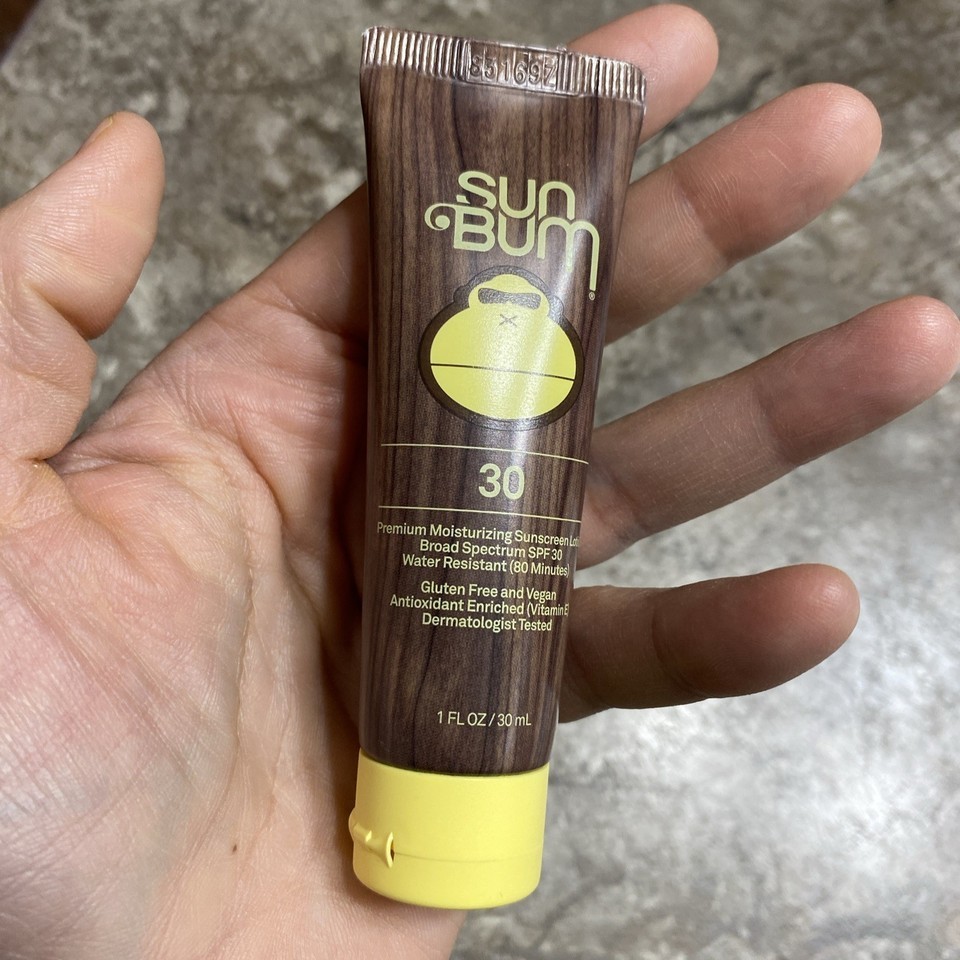 831697
Sun
Bum
®
30
Premium Moisturizing Sunscreen
Broad Spectrum SPF 30
Water Resistant (80 Minutes)
Gluten Free and Vegan
Antioxidant Enriched (Vitamin E)
Dermatologist Tested
1 FL OZ / 30 mL